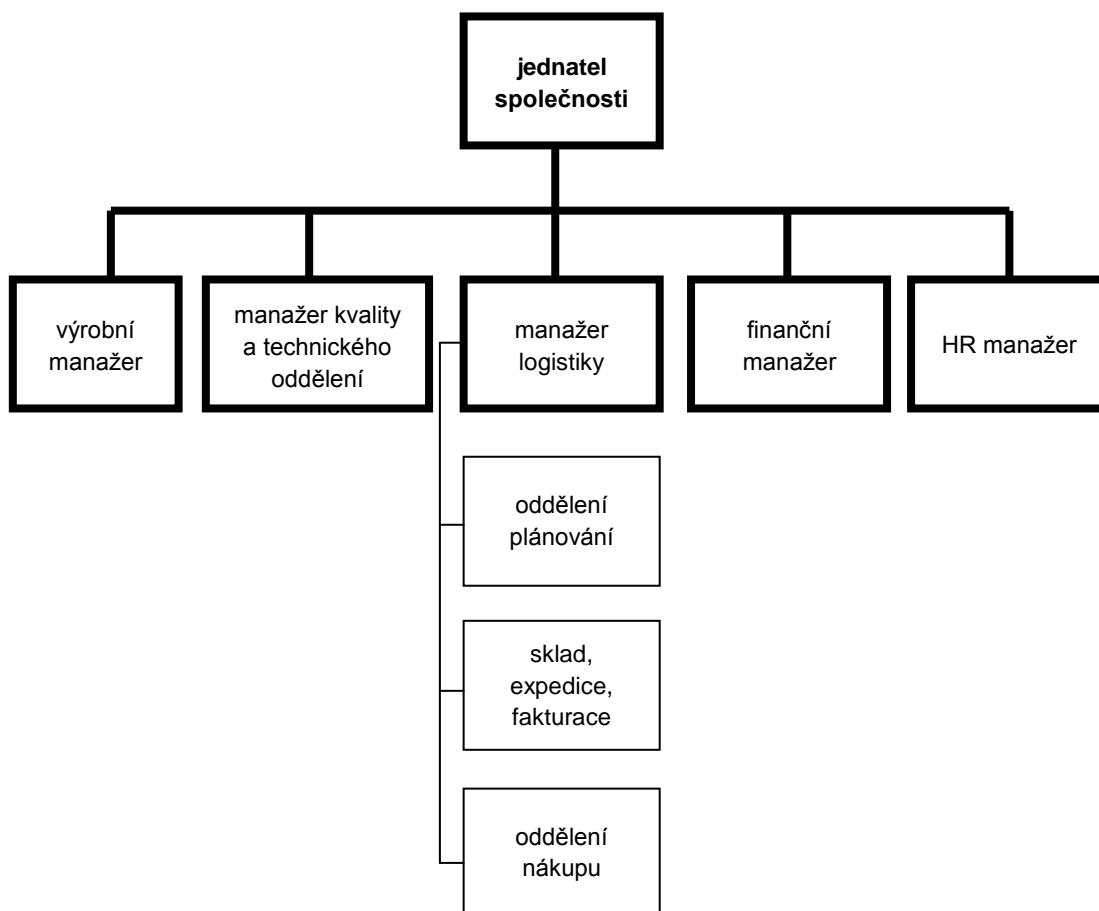 jednatel
společnosti
výrobní
manažer
manažer kvality
a technického
oddělení
manažer
logistiky
finanční
manažer
HR manažer
oddělení
plánování
sklad,
expedice,
fakturace
oddělení
nákupu